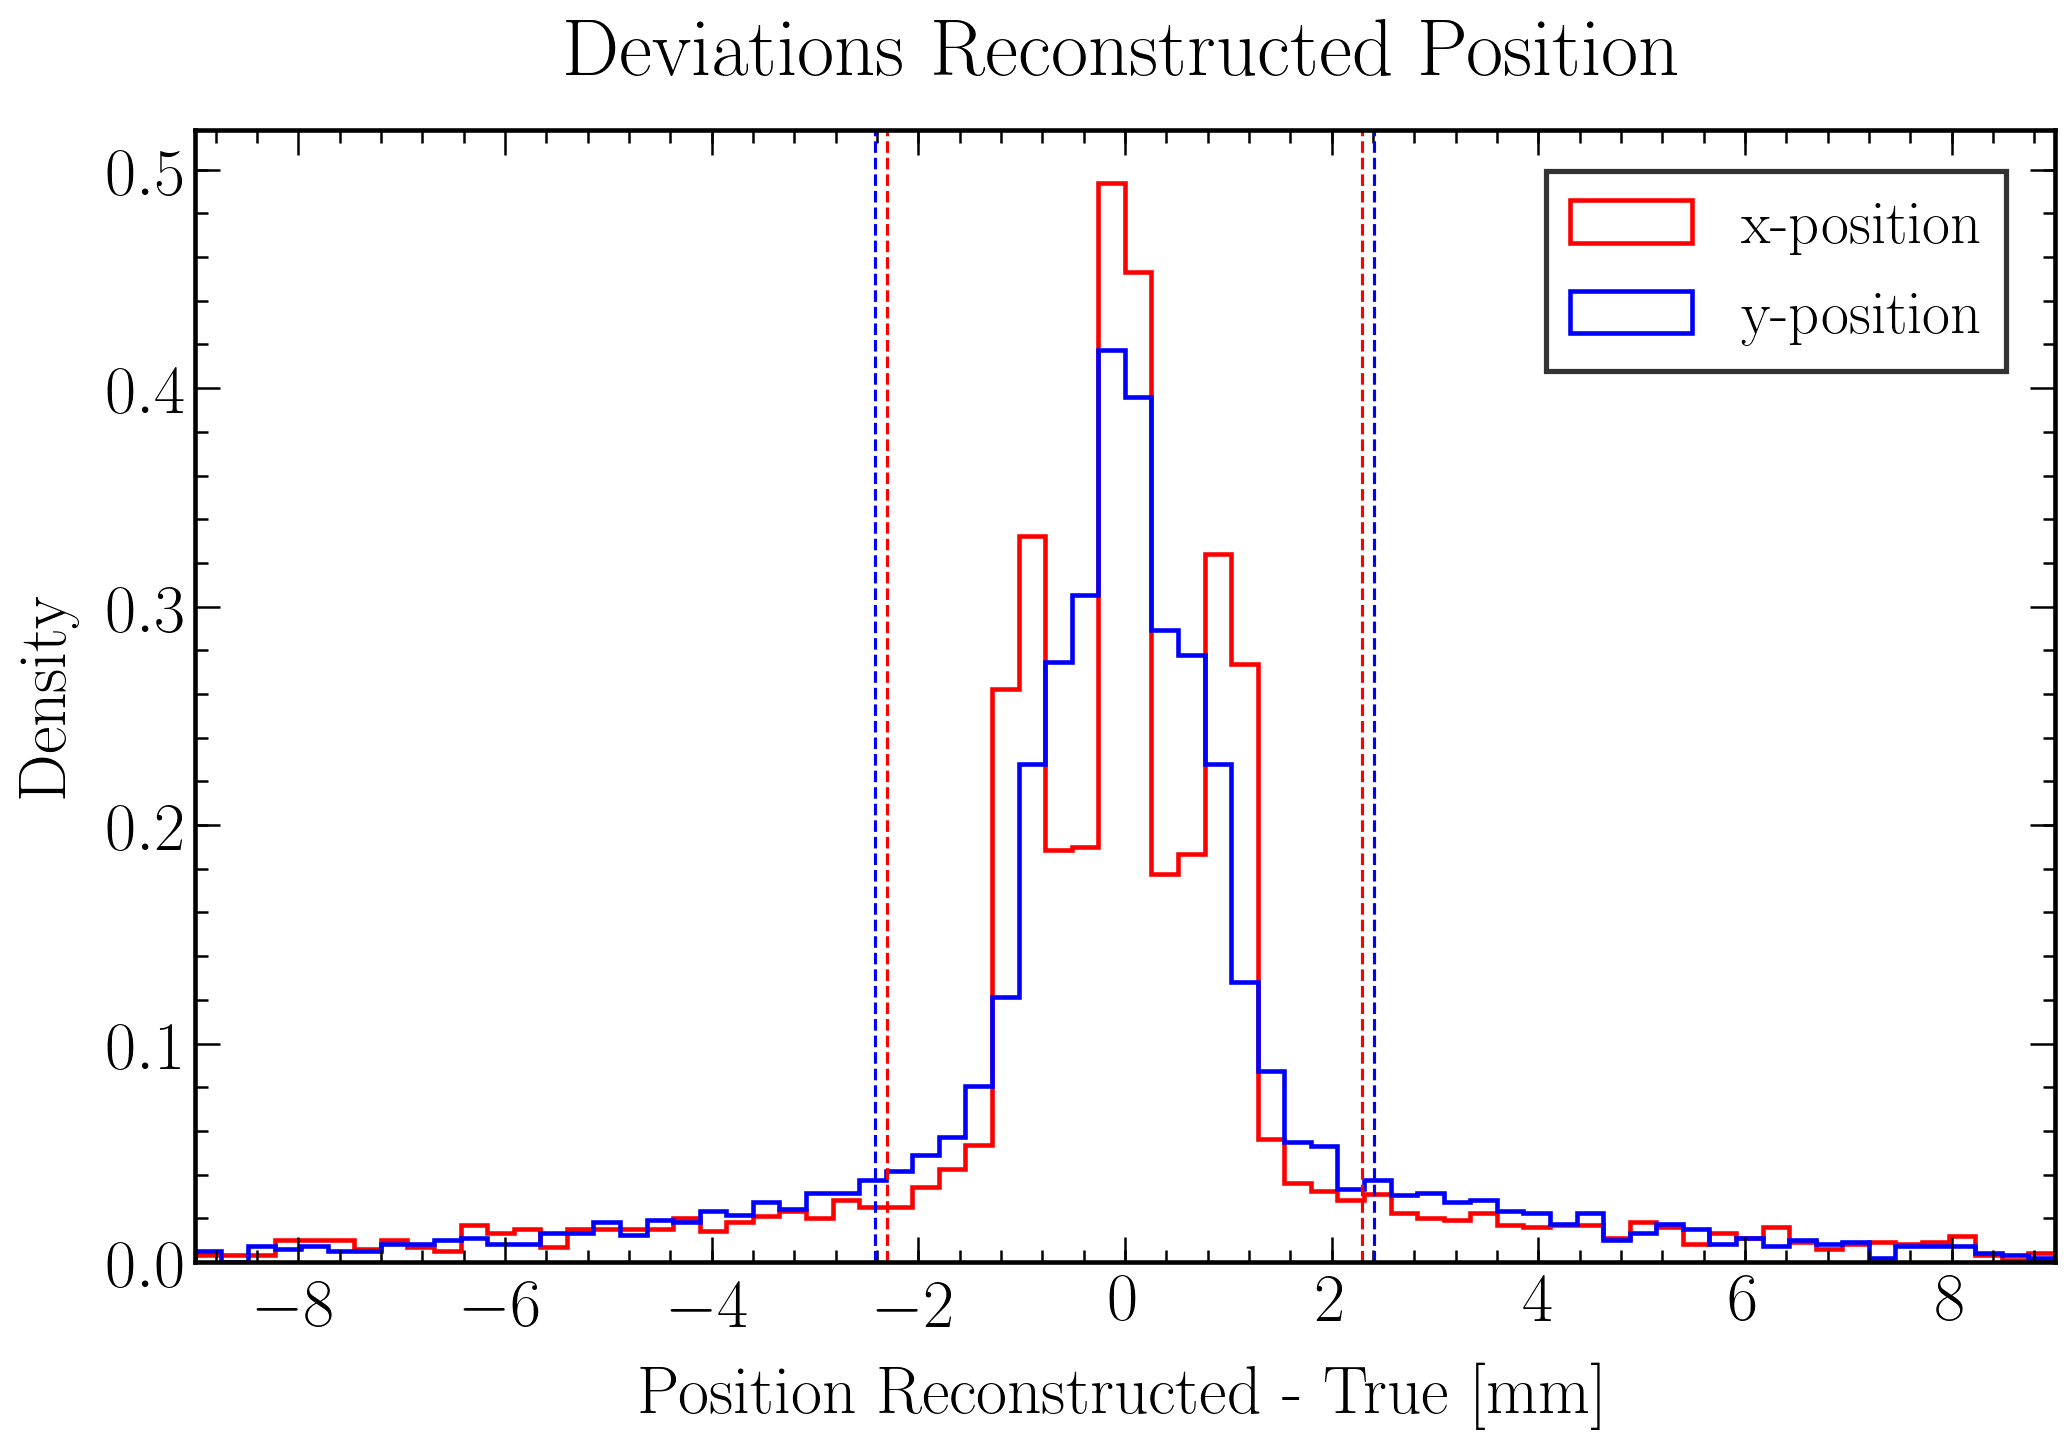 Deviations Reconstructed Position
0.5
0.4
0.3
0.2
0.1
0.0
Density
x-position
y-position
−8 −6 −4 −2 0 2 4 6 8
Position Reconstructed - True [mm]